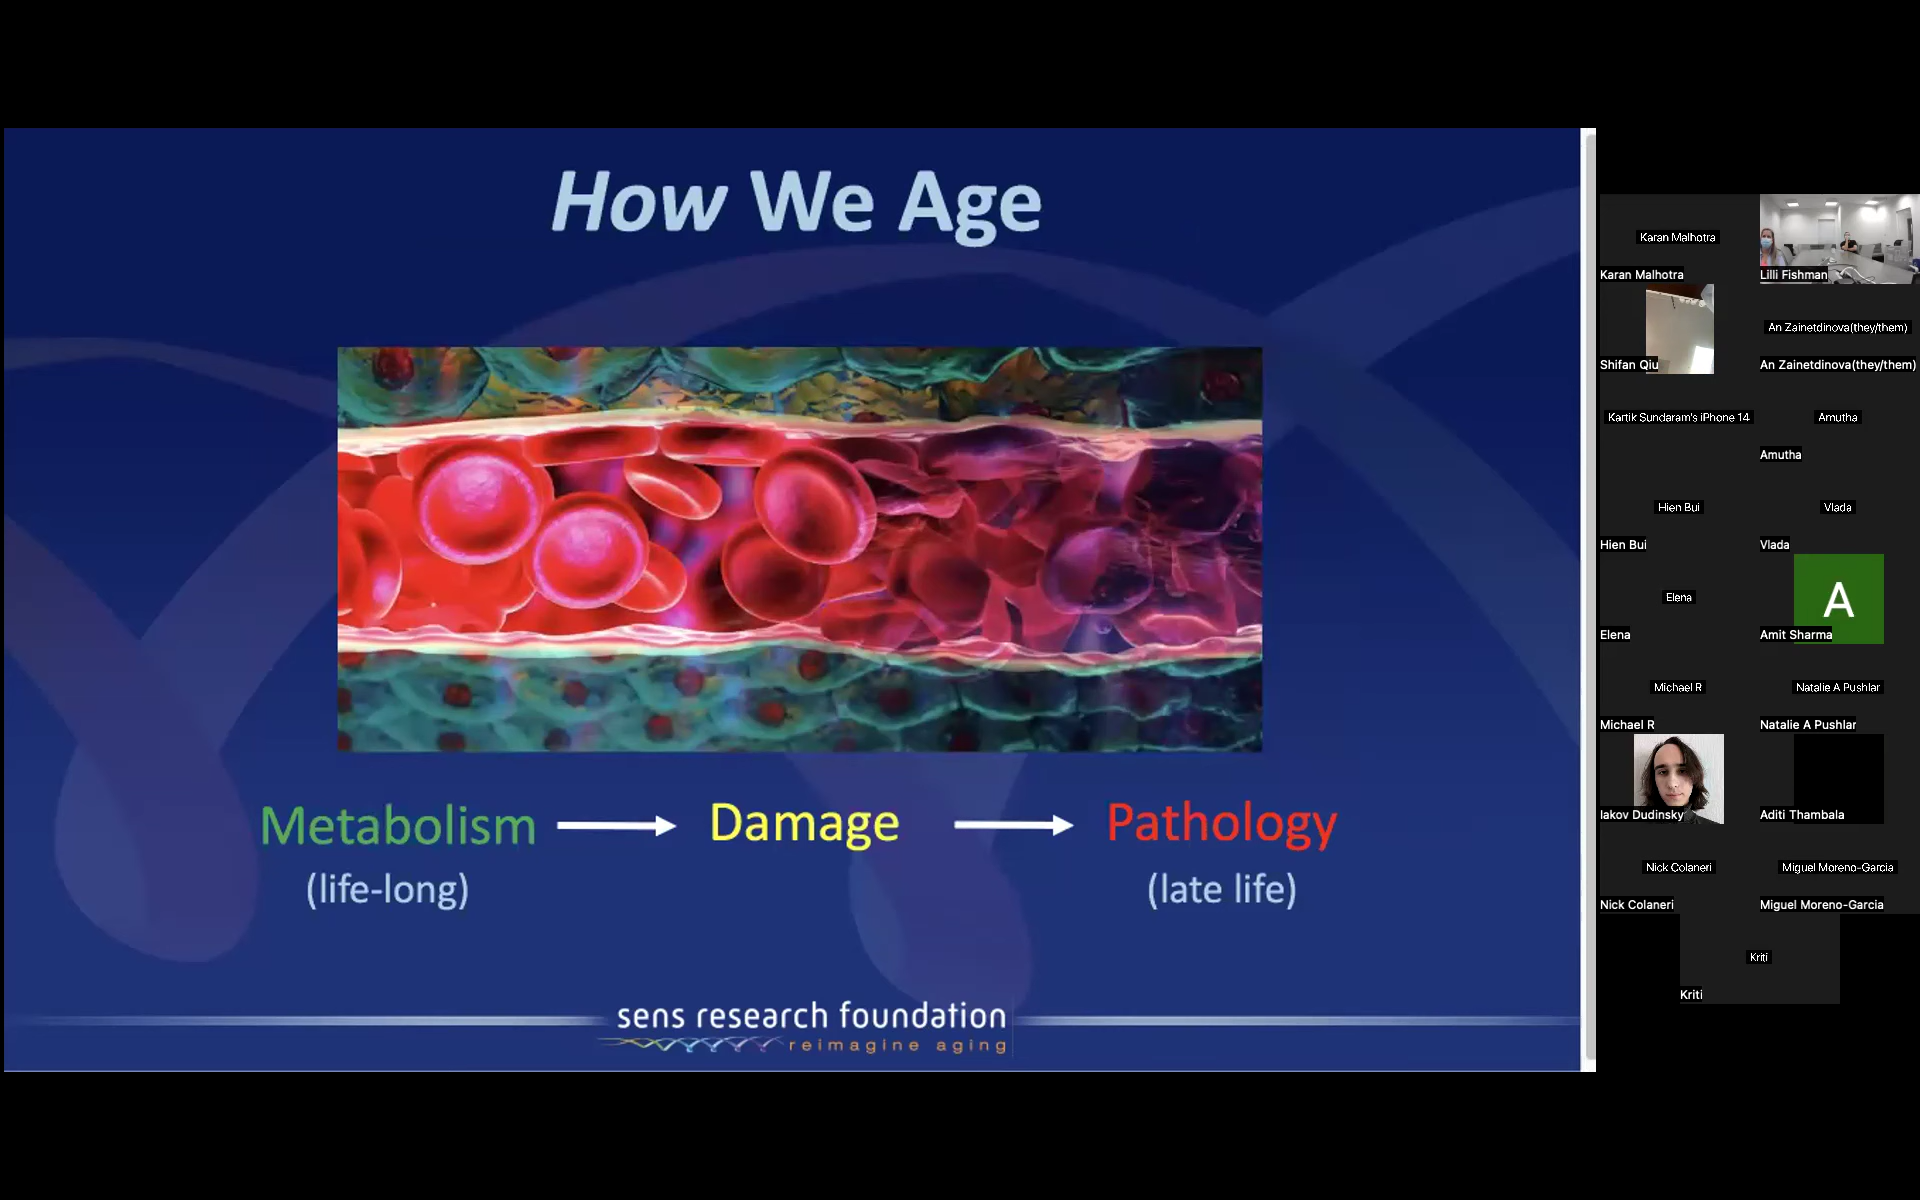 How We Age
Metabolism → Damage → Pathology
(life-long)
(late life)
sens research foundation
reimagine aging
Karan Malhotra
Karan Malhotra
Lilli Fishman
Shifan Qiu
An Zainetdinova(they/them)
An Zainetdinova(they/them)
Kartik Sundaram's iPhone 14
Amutha
Amutha
Hien Bui
Hien Bui
Vlada
Vlada
Elena
Elena
A
Amit Sharma
Michael R
Michael R
Natalie A Pushlar
Natalie A Pushlar
Iakov Dudinsky
Aditi Thambala
Nick Colaneri
Nick Colaneri
Miguel Moreno-Garcia
Miguel Moreno-Garcia
Kriti
Kriti